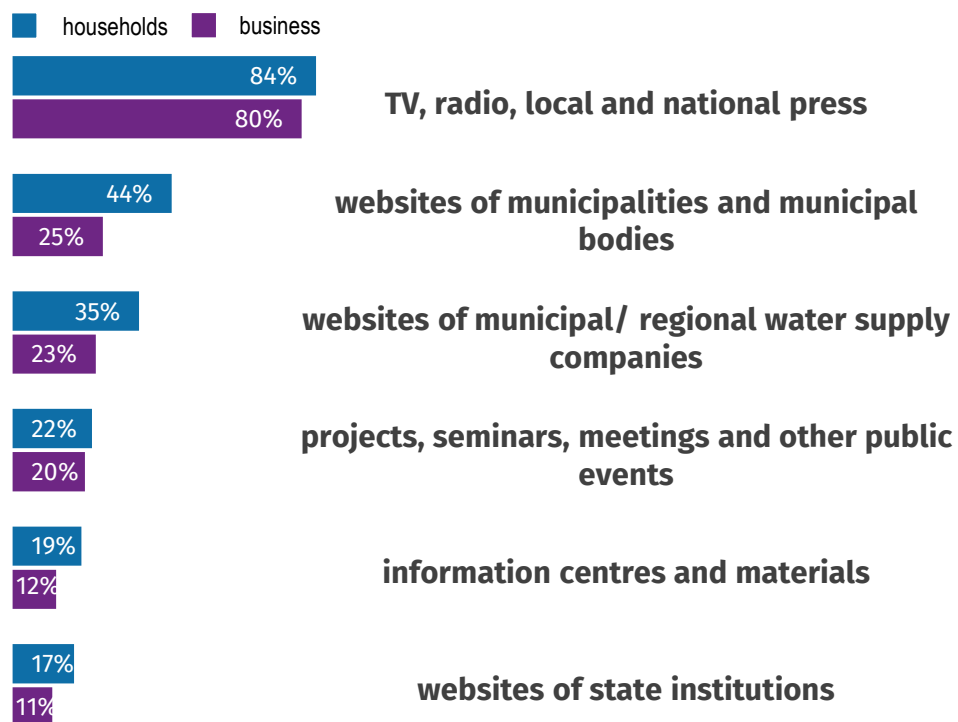 households business
84%
80%
TV, radio, local and national press
44%
25%
websites of municipalities and municipal
bodies
35%
23%
websites of municipal/ regional water supply
companies
22%
20%
projects, seminars, meetings and other public
events
19%
12%
information centres and materials
17%
11%
websites of state institutions